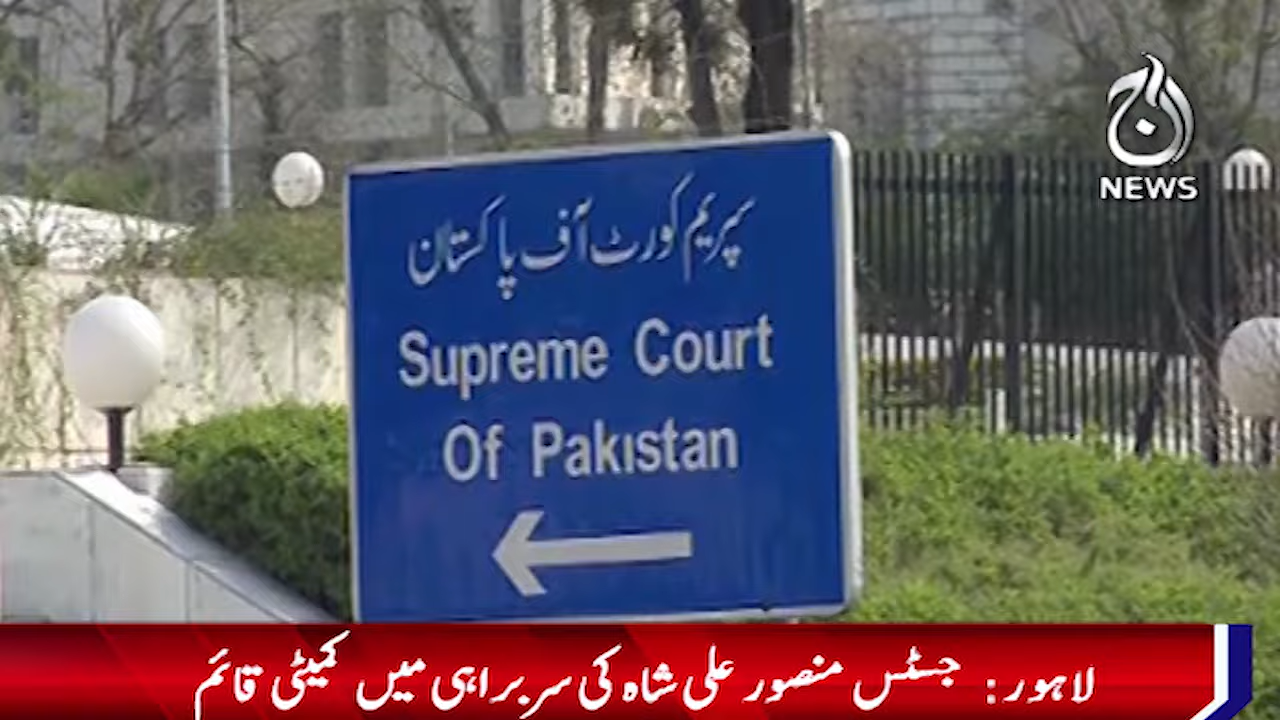 آج
NEWS
سپریم کورٹ آف پاکستان
Supreme Court
Of Pakistan
لاہور: جسٹس منصور علی شاہ کی سربراہی میں کمیٹی قائم